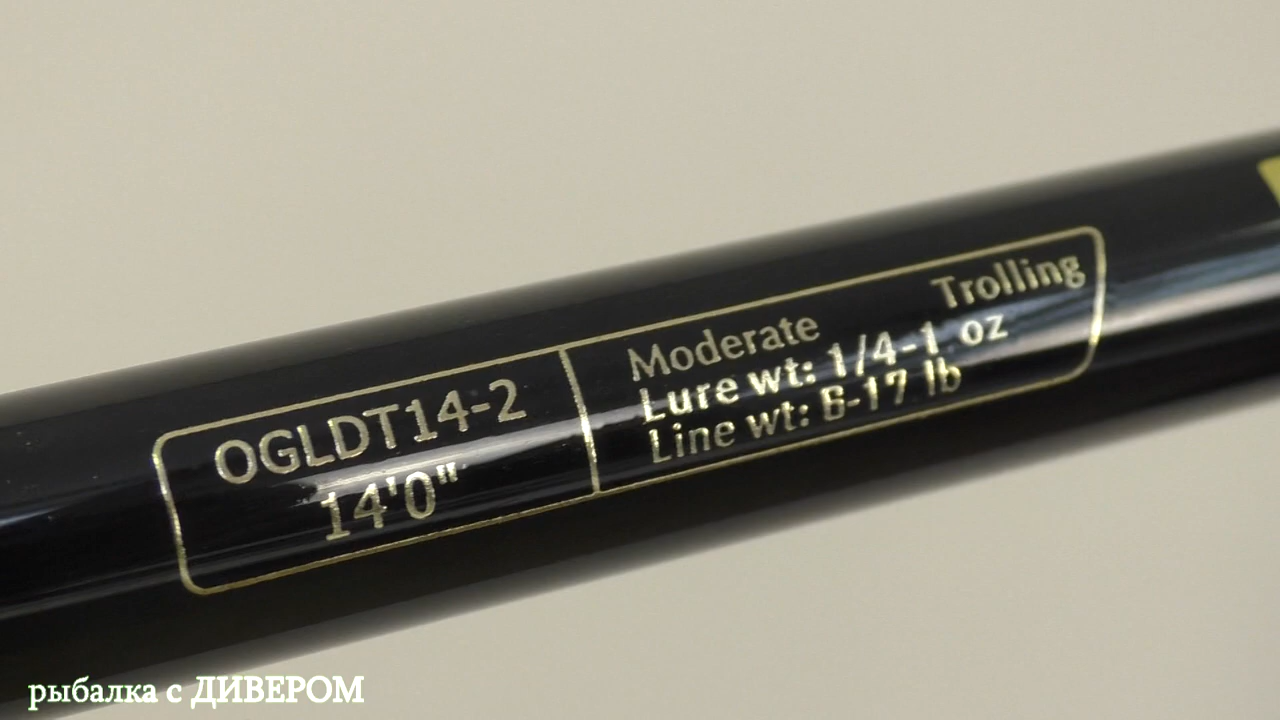 OGLDT14-2
14'0"
Moderate Trolling
Lure wt: 1/4-1 oz
Line wt: 6-17 lb
рыбалка с ДИВЕРОМ